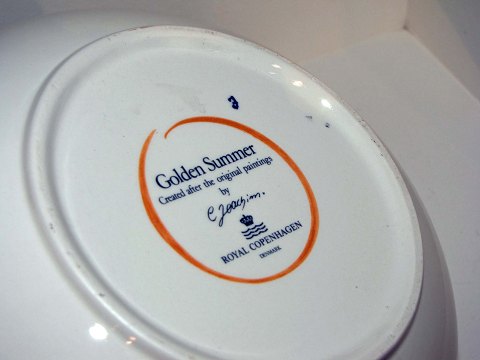 Golden Summer
Created after the original paintings
by
C Joachim.
ROYAL COPENHAGEN
DENMARK